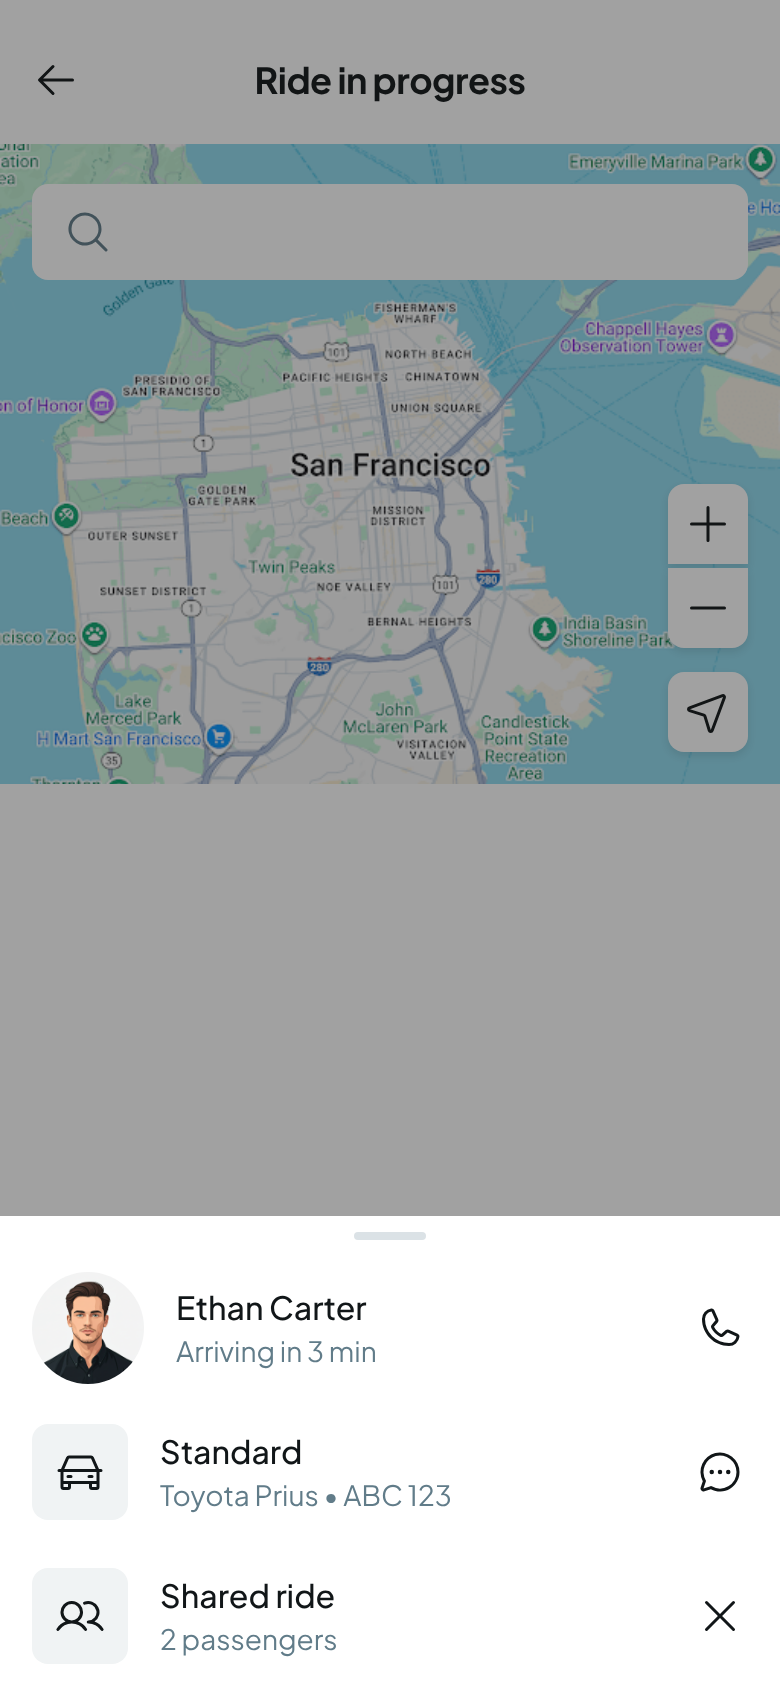 Ride in progress
ation
ea
Emeryville Marina Park
e Ho
Golden Gate
FISHERMAN'S
WHARF
Chappell Hayes
Observation Tower
101
NORTH BEACH
PACIFIC HEIGHTS
CHINATOWN
PRESIDIO OF
SAN FRANCISCO
n of Honor
UNION SQUARE
1
San Francisco
GOLDEN
GATE PARK
Beach
MISSION
DISTRICT
OUTER SUNSET
Twin Peaks
NOE VALLEY
101
280
SUNSET DISTRICT
1
BERNAL HEIGHTS
India Basin
Shoreline Park
cisco Zoo
280
Lake
Merced Park
John
McLaren Park
Candlestick
Point State
Recreation
Area
H Mart San Francisco
VISITACION
VALLEY
35
Ethan Carter
Arriving in 3 min
Standard
Toyota Prius • ABC 123
Shared ride
2 passengers